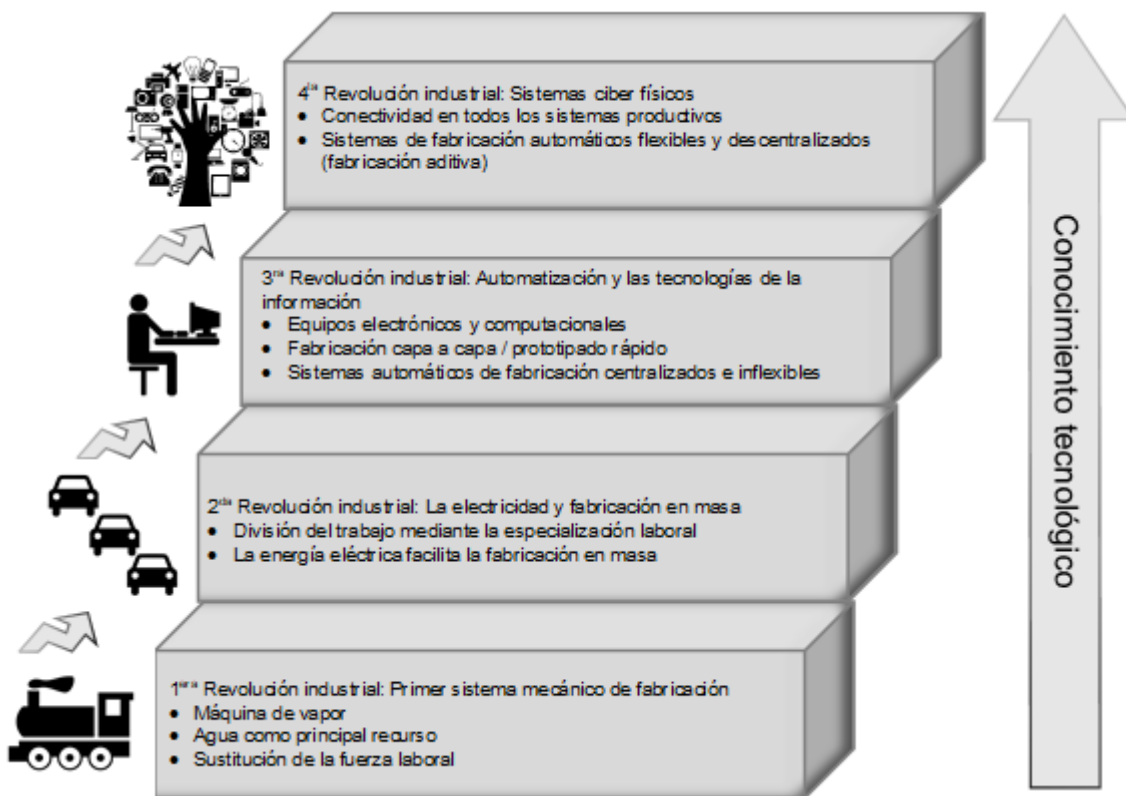 4ta Revolución industrial: Sistemas ciber físicos
• Conectividad en todos los sistemas productivos
• Sistemas de fabricación automáticos flexibles y descentralizados
(fabricación aditiva)
3ra Revolución industrial: Automatización y las tecnologías de la
información
• Equipos electrónicos y computacionales
• Fabricación capa a capa / prototipado rápido
• Sistemas automáticos de fabricación centralizados e inflexibles
2da Revolución industrial: La electricidad y fabricación en masa
• División del trabajo mediante la especialización laboral
• La energía eléctrica facilita la fabricación en masa
1era Revolución industrial: Primer sistema mecánico de fabricación
• Máquina de vapor
• Agua como principal recurso
• Sustitución de la fuerza laboral
Conocimiento tecnológico